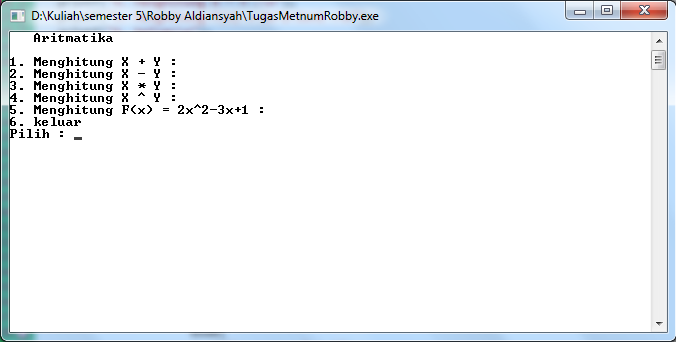 D:\Kuliah\semester 5\Robby Aldiansyah\TugasMetnumRobby.exe
Aritmatika
1. Menghitung X + Y :
2. Menghitung X - Y :
3. Menghitung X * Y :
4. Menghitung X ^ Y :
5. Menghitung F(x) = 2x^2-3x+1 :
6. keluar
Pilih : _